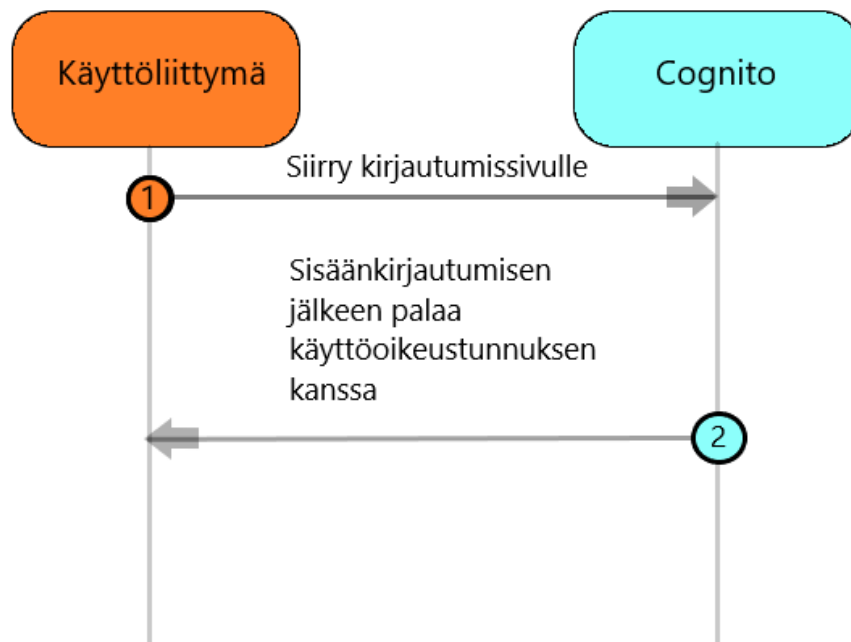 Käyttöliittymä
Cognito
Siirry kirjautumissivulle
1
Sisäänkirjautumisen
jälkeen palaa
käyttöoikeustunnuksen
kanssa
2